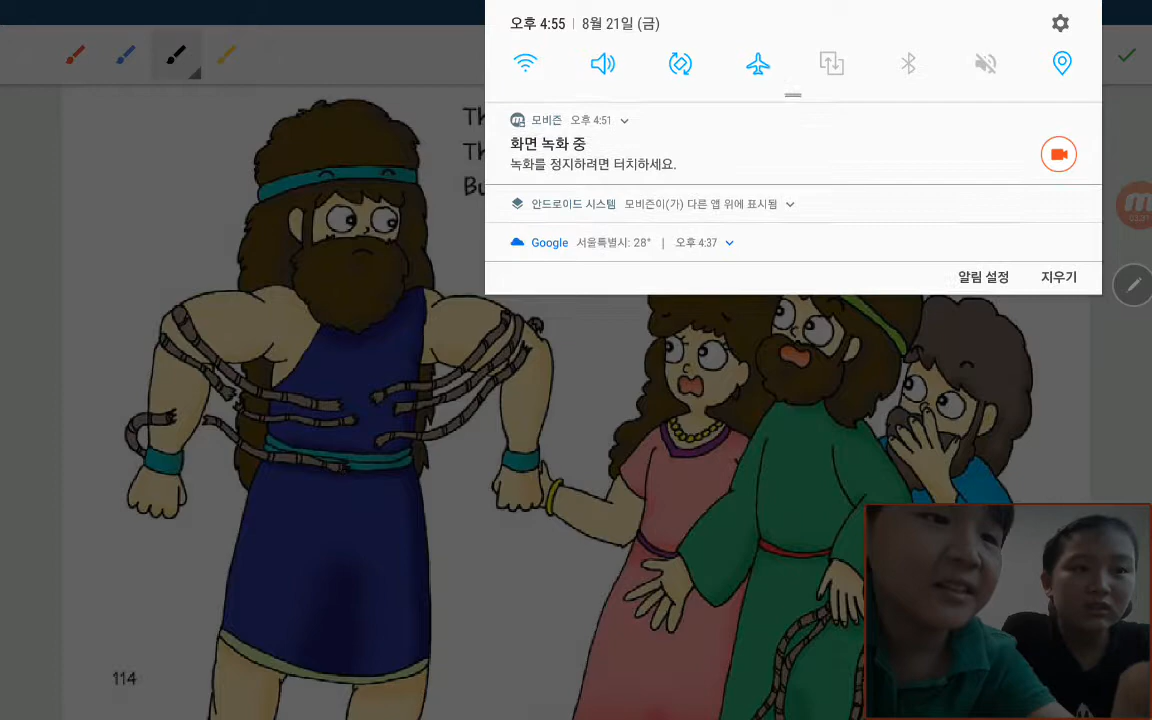 오후 4:55 | 8월 21일 (금)
Th
Th
Bu
모비즌 오후 4:51
화면 녹화 중
녹화를 정지하려면 터치하세요.
안드로이드 시스템 모비즌이(가) 다른 앱 위에 표시됨
Google 서울특별시: 28° | 오후 4:37
알림 설정 지우기
114